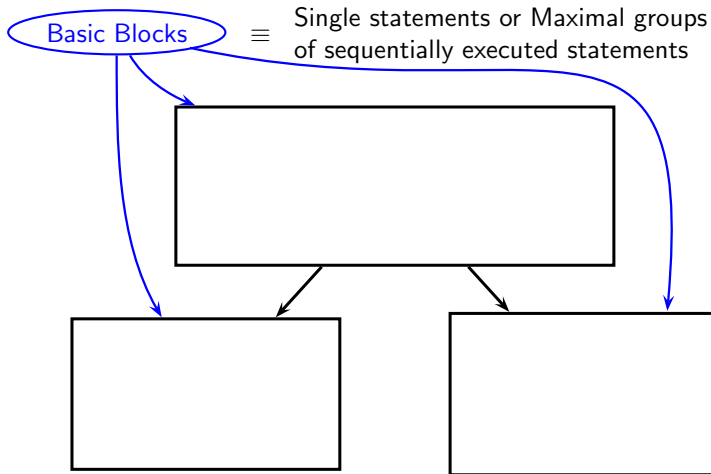 Basic Blocks ≡ Single statements or Maximal groups
of sequentially executed statements